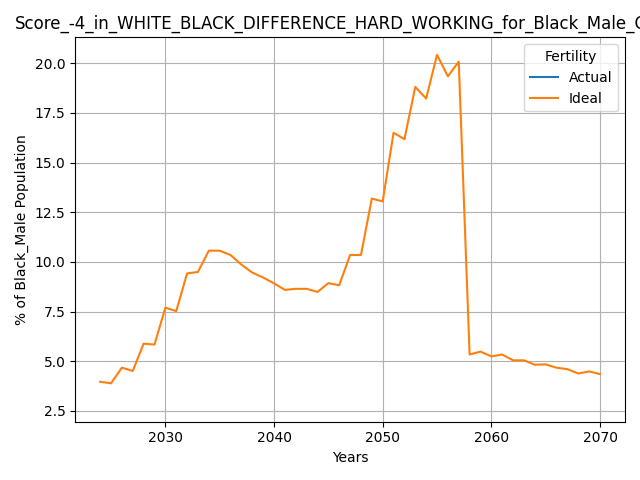 Score_-4_in_WHITE_BLACK_DIFFERENCE_HARD_WORKING_for_Black_Male_
Fertility
Actual
Ideal
20.0
17.5
15.0
12.5
10.0
7.5
5.0
2.5
% of Black_Male Population
2030 2040 2050 2060 2070
Years